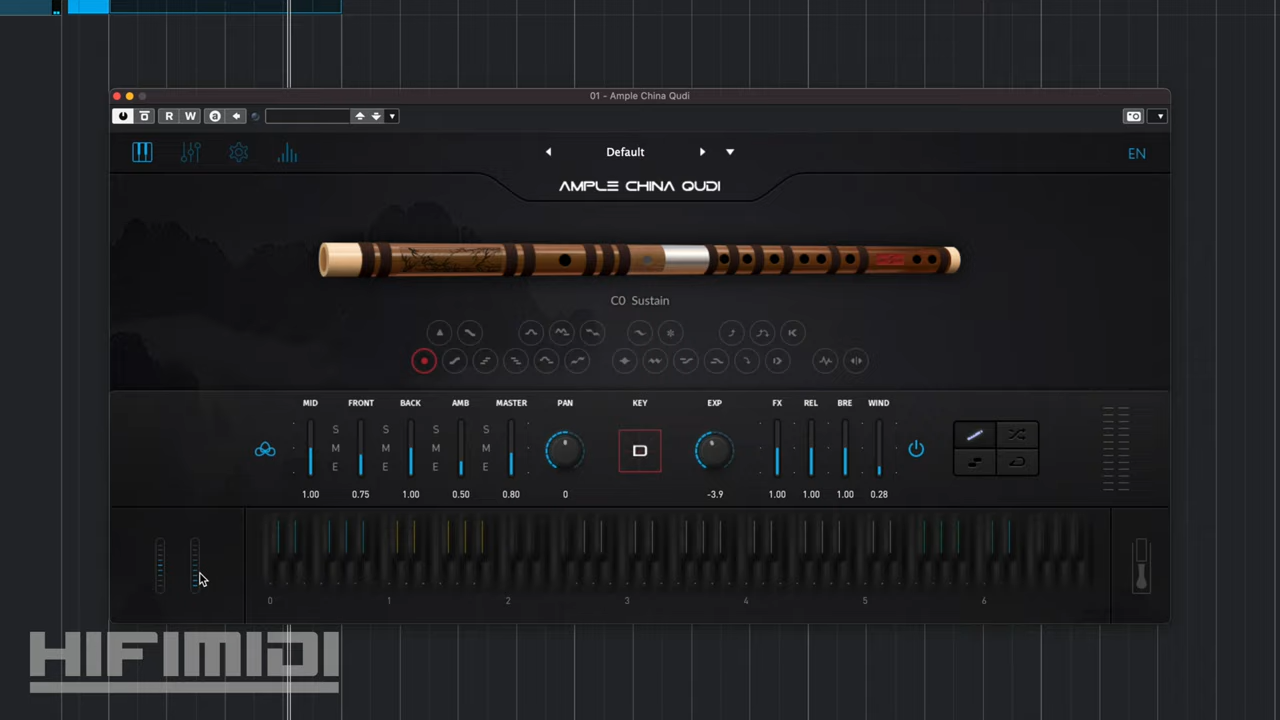 01 - Ample China Qudi
R W a
Default
EN
AMPLE CHINA QUDI
C0 Sustain
MID FRONT BACK AMB MASTER PAN KEY EXP FX REL BRE WIND
S S S S
M M M M
E E E E
D
1.00 0.75 1.00 0.50 0.80 0 -3.9 1.00 1.00 1.00 0.28
0 1 2 3 4 5 6
HIFIMIDI